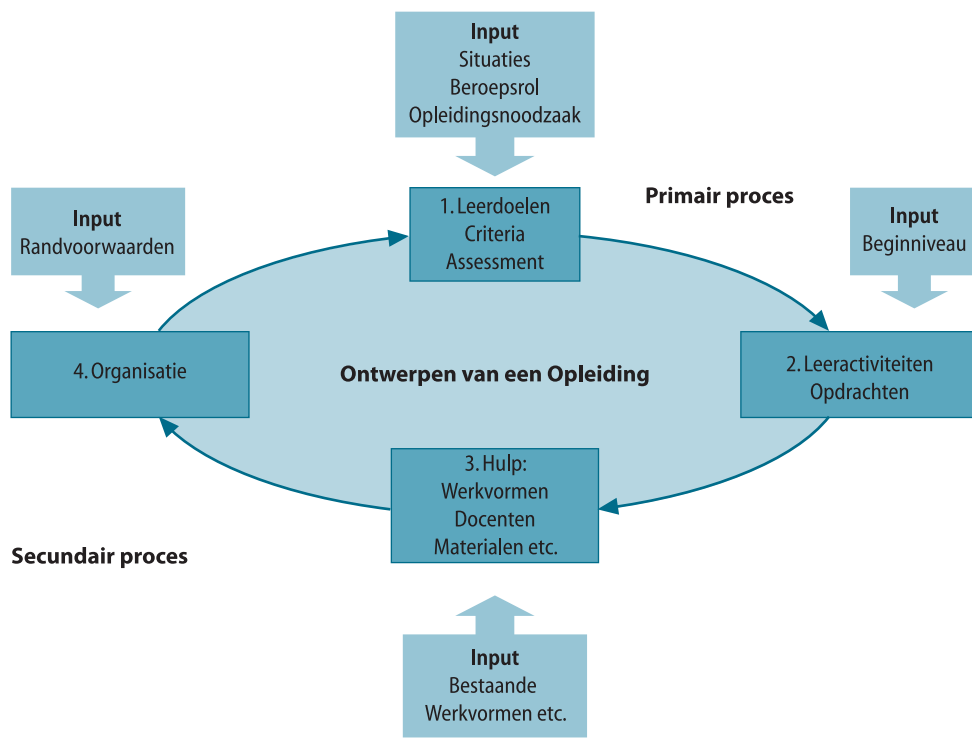 Input
Situaties
Beroepsrol
Opleidingsnoodzaak
Primair proces
Input
Randvoorwaarden
1. Leerdoelen
Criteria
Assessment
Input
Beginniveau
4. Organisatie
Ontwerpen van een Opleiding
2. Leeractiviteiten
Opdrachten
3. Hulp:
Werkvormen
Docenten
Materialen etc.
Secundair proces
Input
Bestaande
Werkvormen etc.